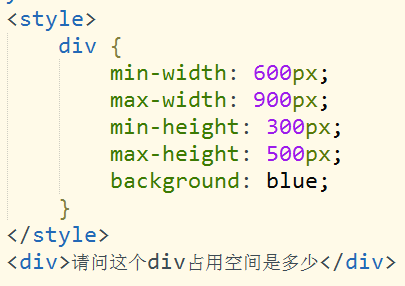 <style>
    div {
        min-width: 600px;
        max-width: 900px;
        min-height: 300px;
        max-height: 500px;
        background: blue;
    }
</style>
<div>请问这个div占用空间是多少</div>